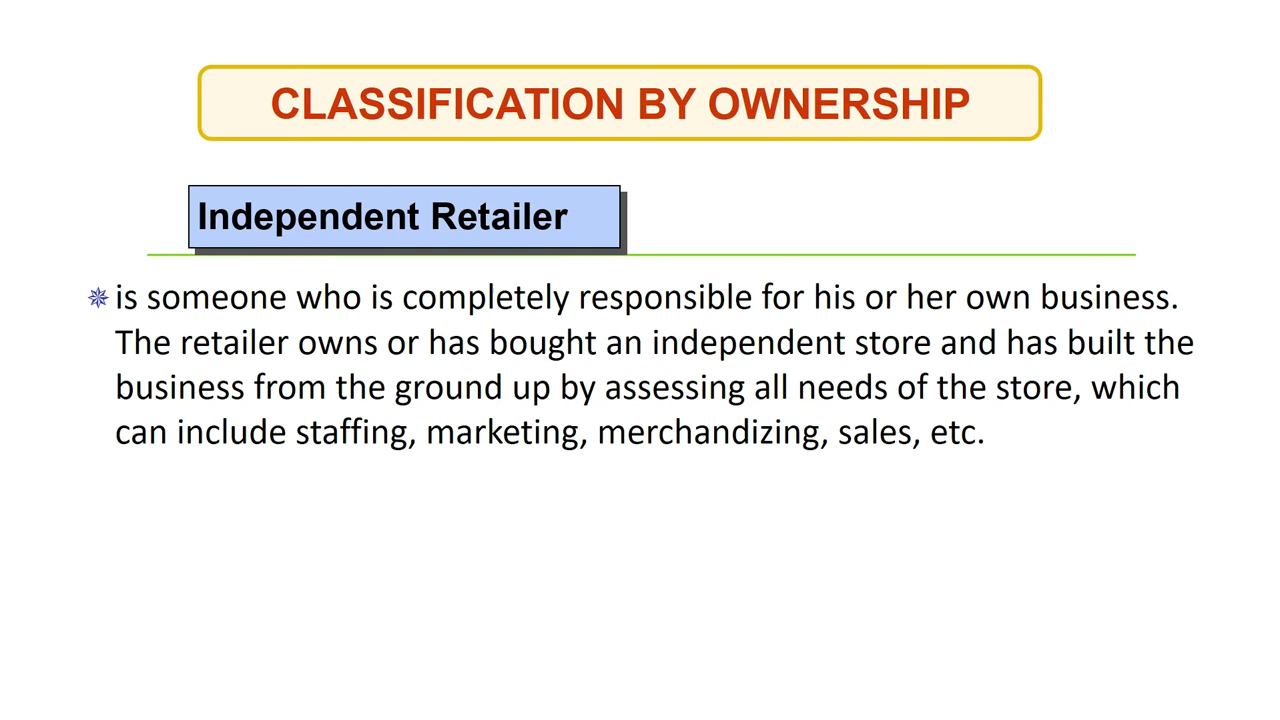 CLASSIFICATION BY OWNERSHIP
Independent Retailer
is someone who is completely responsible for his or her own business.
The retailer owns or has bought an independent store and has built the
business from the ground up by assessing all needs of the store, which
can include staffing, marketing, merchandizing, sales, etc.